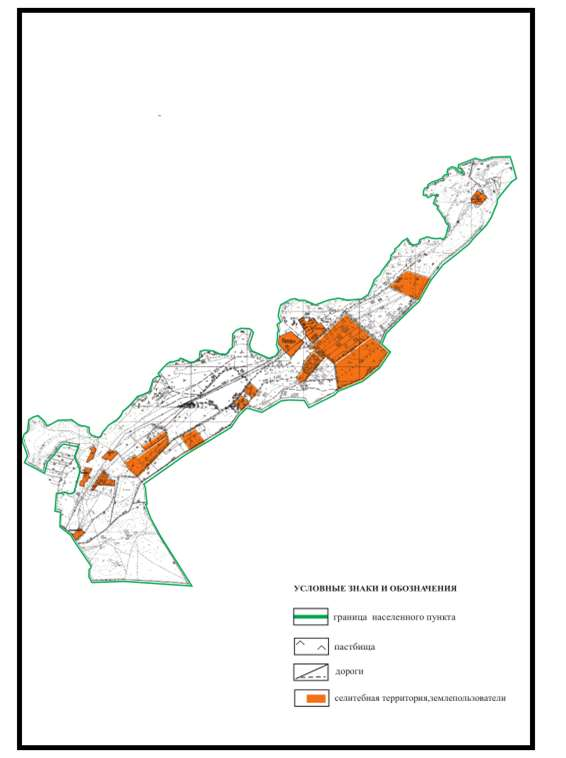 УСЛОВНЫЕ ЗНАКИ И ОБОЗНАЧЕНИЯ
граница населенного пункта
пастбища
дороги
селитебная территория,землепользователи